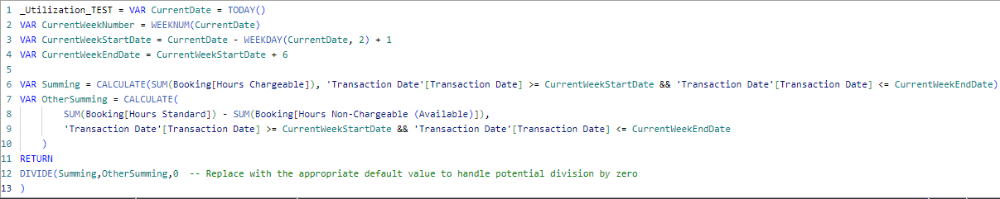 1 _Utilization_TEST = VAR CurrentDate = TODAY()
2 VAR CurrentWeekNumber = WEEKNUM(CurrentDate)
3 VAR CurrentWeekStartDate = CurrentDate - WEEKDAY(CurrentDate, 2) + 1
4 VAR CurrentWeekEndDate = CurrentWeekStartDate + 6
5
6 VAR Summing = CALCULATE(SUM(Booking[Hours Chargeable]), 'Transaction Date'[Transaction Date] >= CurrentWeekStartDate && 'Transaction Date'[Transaction Date] <= CurrentWeekEndDate)
7 VAR OtherSumming = CALCULATE(
8 SUM(Booking[Hours Standard]) - SUM(Booking[Hours Non-Chargeable (Available)]),
9 'Transaction Date'[Transaction Date] >= CurrentWeekStartDate && 'Transaction Date'[Transaction Date] <= CurrentWeekEndDate
10 )
11 RETURN
12 DIVIDE(Summing,OtherSumming,0 -- Replace with the appropriate default value to handle potential division by zero
13 )